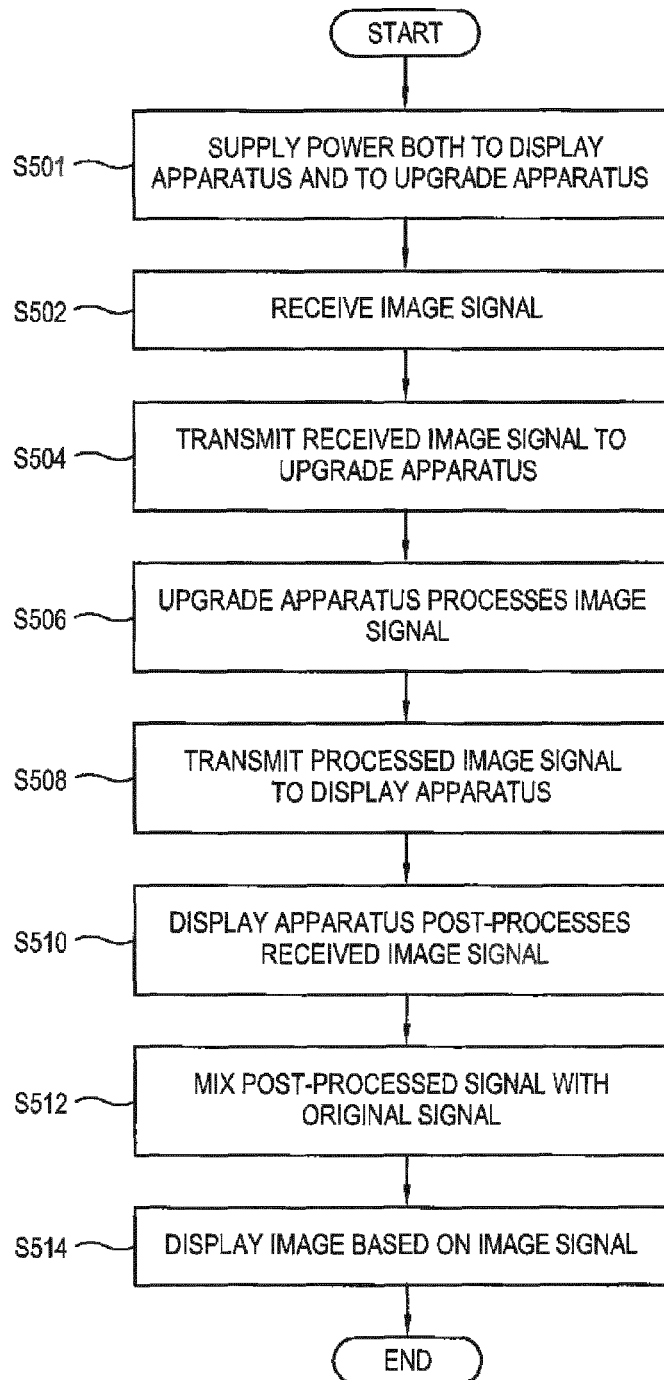 START
S501
SUPPLY POWER BOTH TO DISPLAY
APPARATUS AND TO UPGRADE APPARATUS
S502
RECEIVE IMAGE SIGNAL
S504
TRANSMIT RECEIVED IMAGE SIGNAL TO
UPGRADE APPARATUS
S506
UPGRADE APPARATUS PROCESSES IMAGE
SIGNAL
S508
TRANSMIT PROCESSED IMAGE SIGNAL
TO DISPLAY APPARATUS
S510
DISPLAY APPARATUS POST-PROCESSES
RECEIVED IMAGE SIGNAL
S512
MIX POST-PROCESSED SIGNAL WITH
ORIGINAL SIGNAL
S514
DISPLAY IMAGE BASED ON IMAGE SIGNAL
END